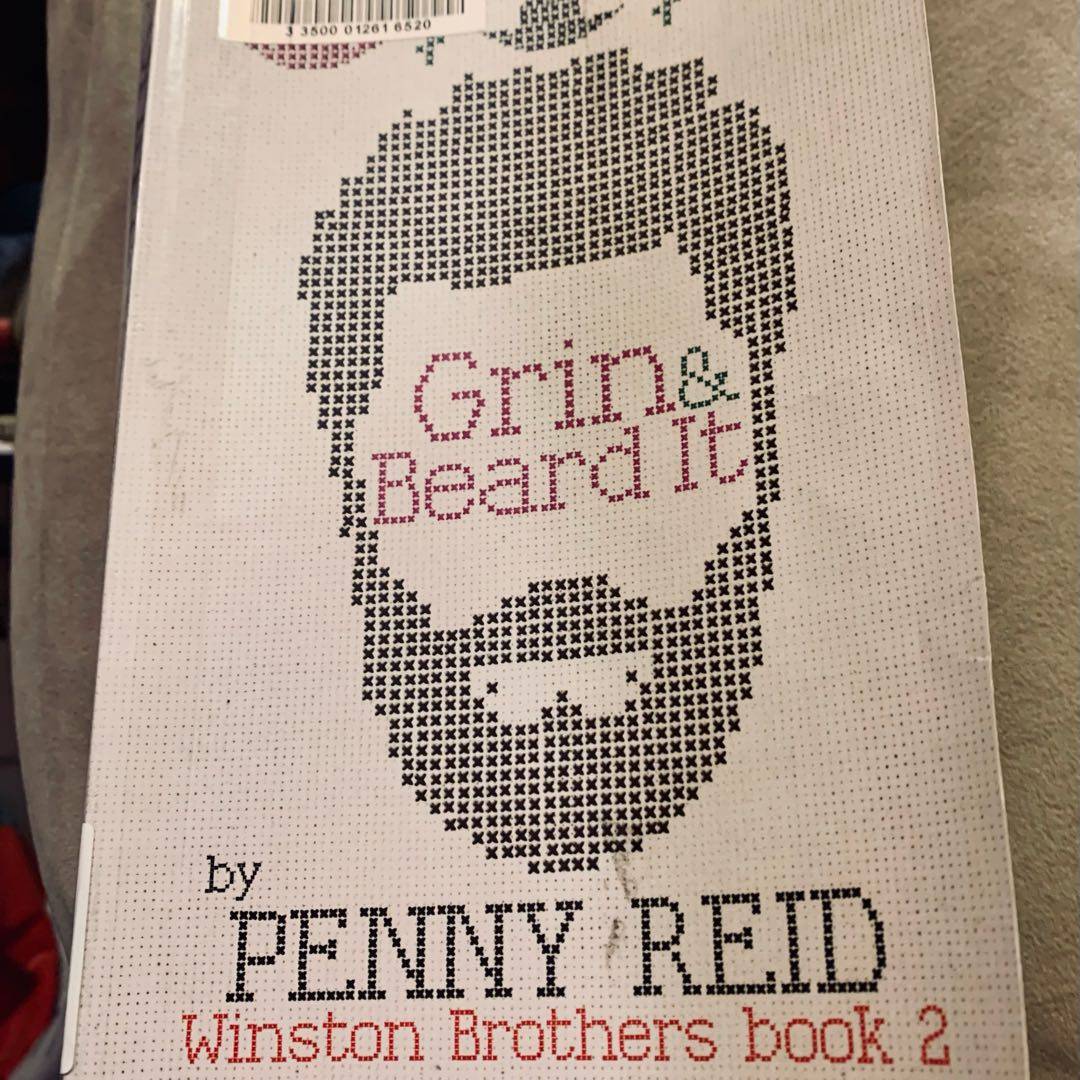 3 3500 01261 6520
Grin &
Beard It
by
PENNY REID
Winston Brothers book 2